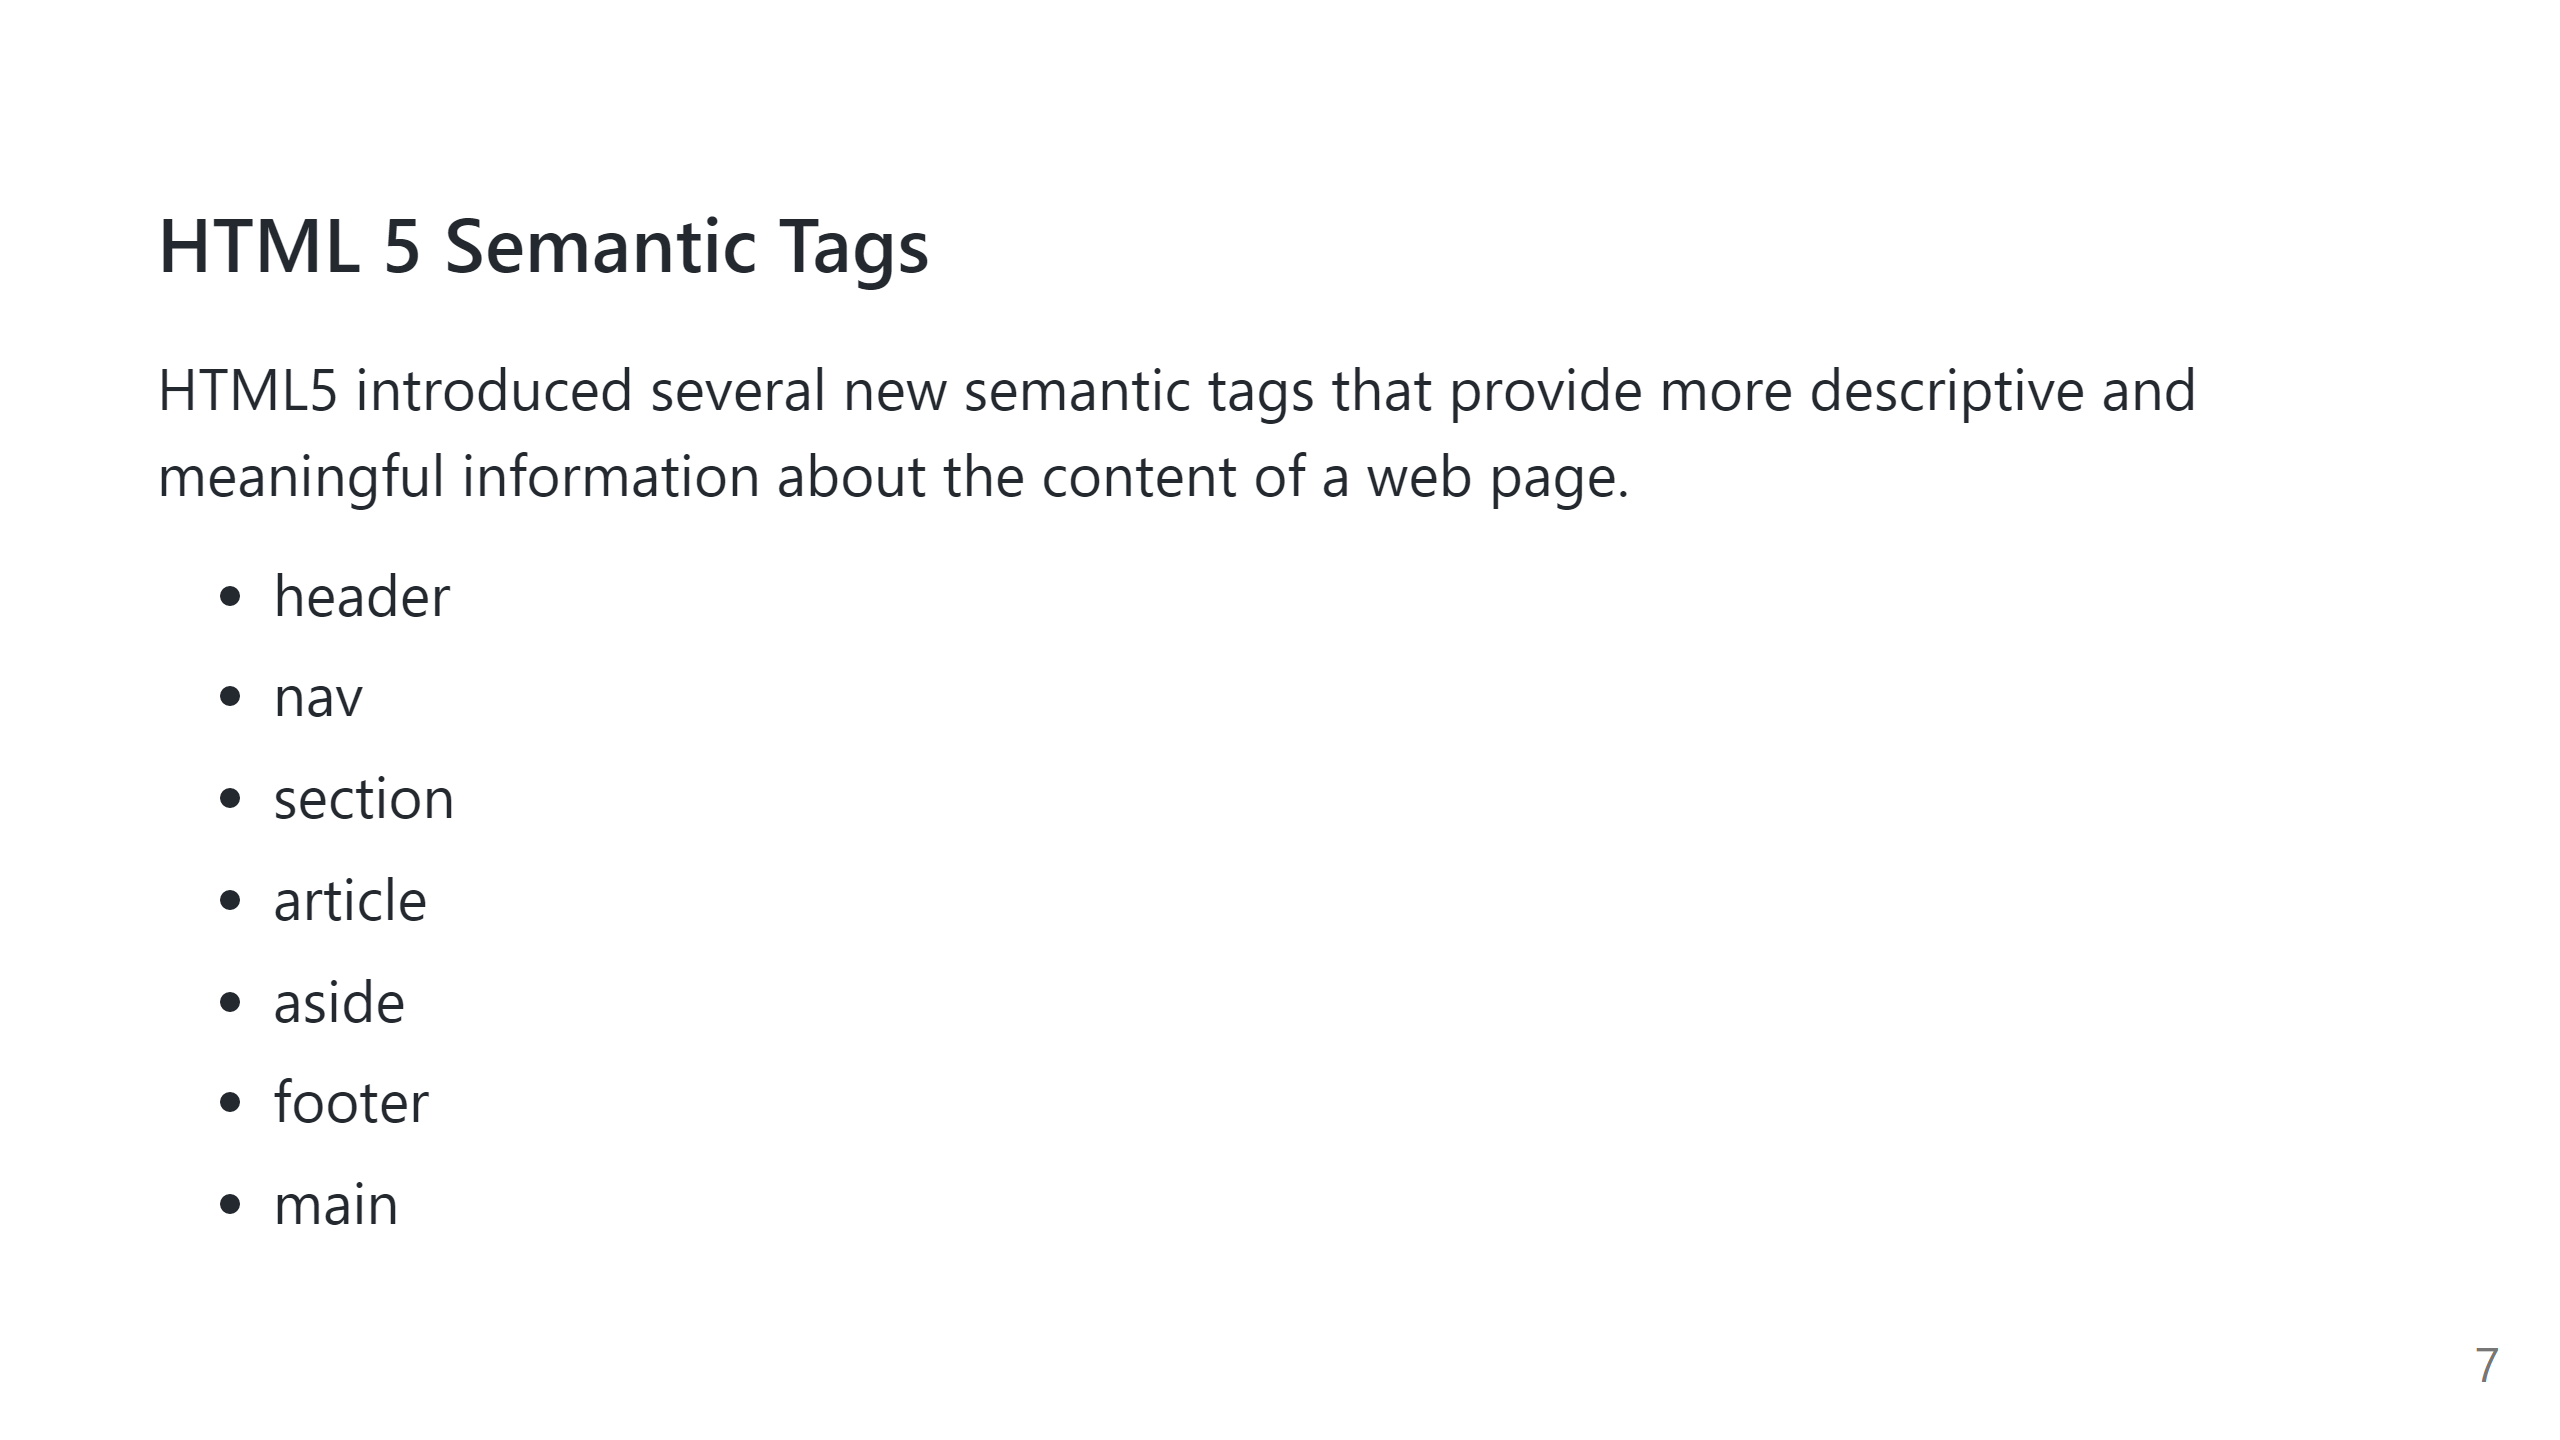 HTML 5 Semantic Tags
HTML5 introduced several new semantic tags that provide more descriptive and
meaningful information about the content of a web page.
• header
• nav
• section
• article
• aside
• footer
• main
7